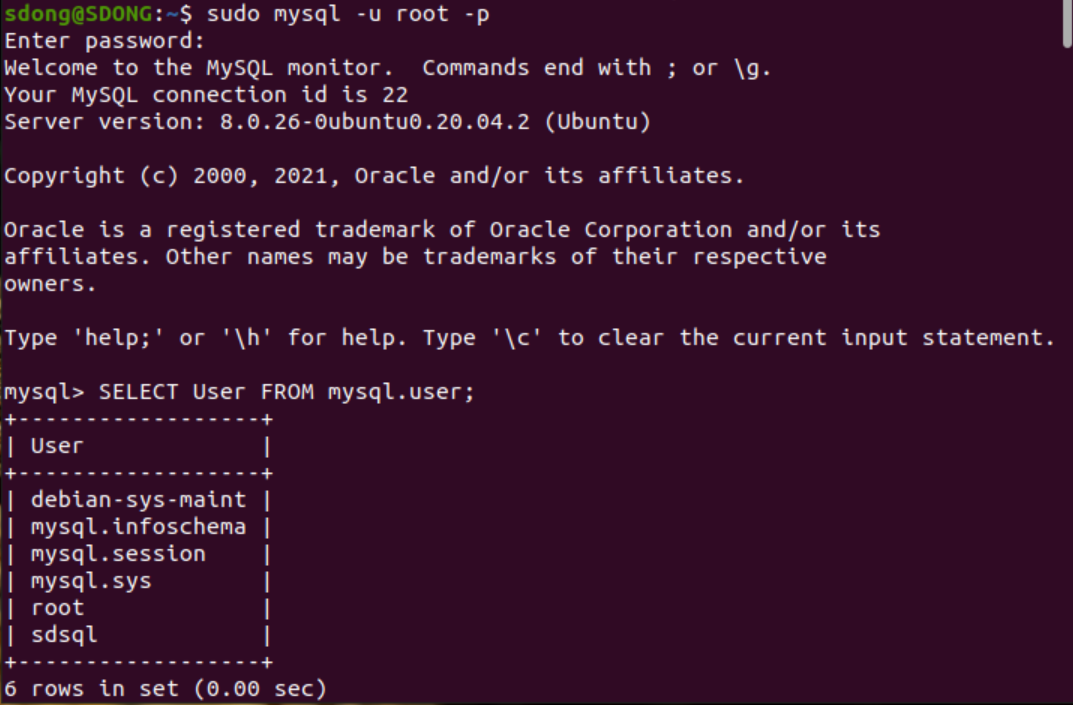 sdong@SDONG:~$ sudo mysql -u root -p
Enter password:
Welcome to the MySQL monitor.  Commands end with ; or \g.
Your MySQL connection id is 22
Server version: 8.0.26-0ubuntu0.20.04.2 (Ubuntu)

Copyright (c) 2000, 2021, Oracle and/or its affiliates.

Oracle is a registered trademark of Oracle Corporation and/or its
affiliates. Other names may be trademarks of their respective
owners.

Type 'help;' or '\h' for help. Type '\c' to clear the current input statement.

mysql> SELECT User FROM mysql.user;
+------------------+
| User             |
+------------------+
| debian-sys-maint |
| mysql.infoschema |
| mysql.session    |
| mysql.sys        |
| root             |
| sdsql            |
+------------------+
6 rows in set (0.00 sec)